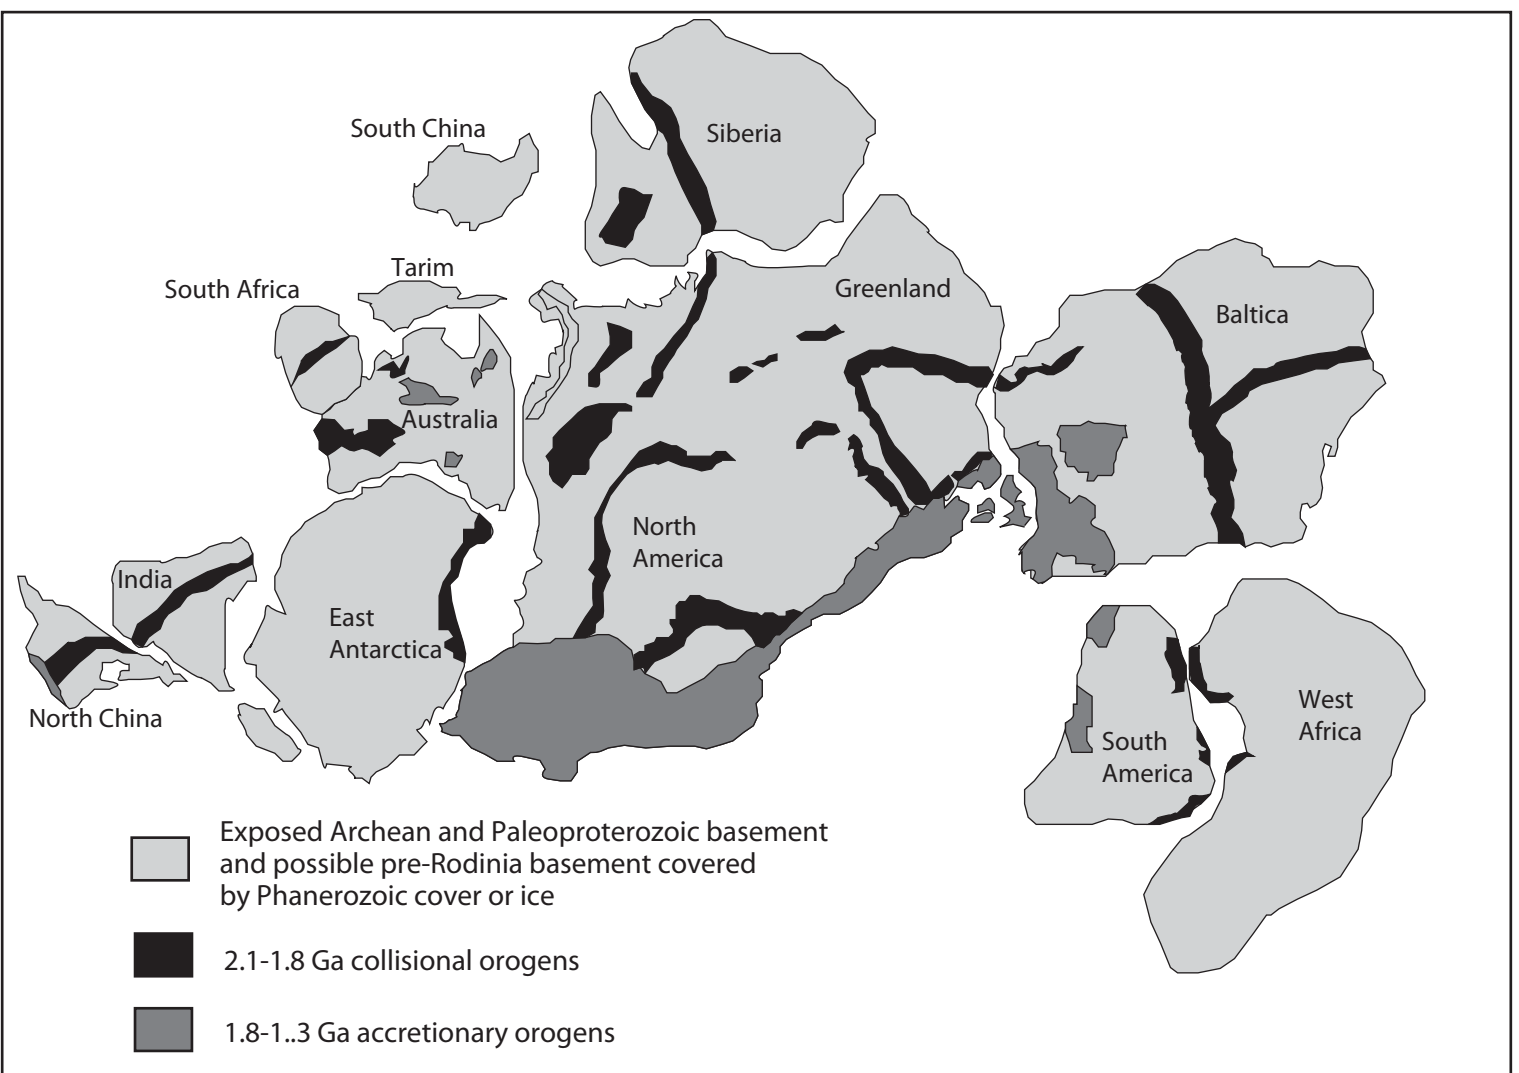 South China
Siberia
Tarim
South Africa
Greenland
Baltica
Australia
North
America
India
East
Antarctica
North China
South
America
West
Africa
Exposed Archean and Paleoproterozoic basement
and possible pre-Rodinia basement covered
by Phanerozoic cover or ice
2.1-1.8 Ga collisional orogens
1.8-1..3 Ga accretionary orogens